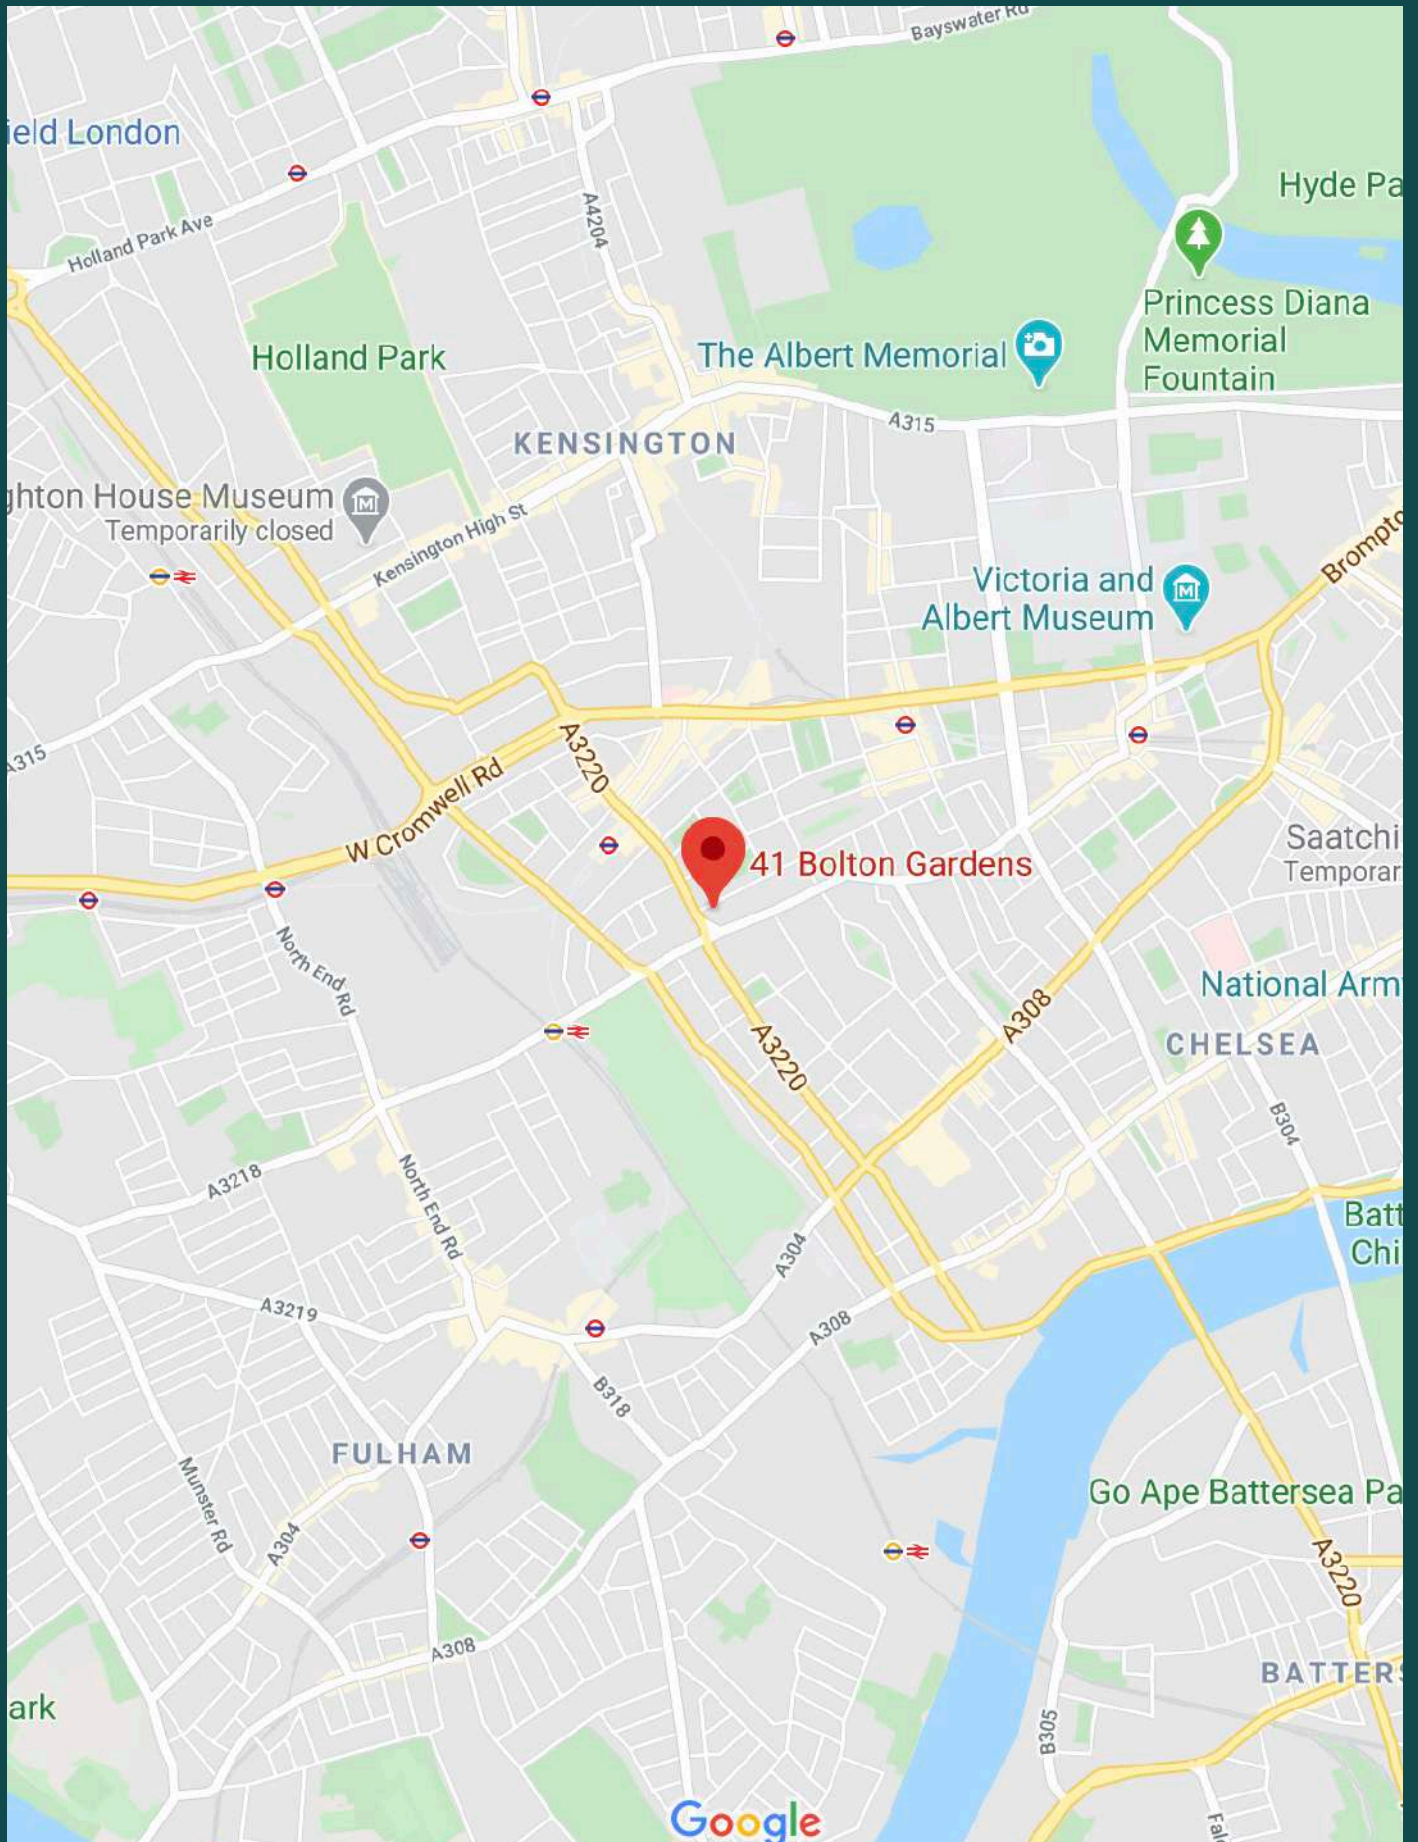 Bayswater Rd
ield London
Hyde Pa
A4204
Holland Park Ave
Princess Diana
Memorial
Fountain
The Albert Memorial
Holland Park
A315
KENSINGTON
ghton House Museum
Temporarily closed
Kensington High St
Brompto
Victoria and
Albert Museum
A315
A3220
W Cromwell Rd
Saatchi
Temporar
41 Bolton Gardens
North End Rd
National Arm
A308
CHELSEA
A3220
B304
A3218
North End Rd
Batt
Chi
A304
A3219
A308
B318
FULHAM
Munster Rd
Go Ape Battersea Pa
A304
A3220
A308
BATTERS
ark
B305
Google
Fal